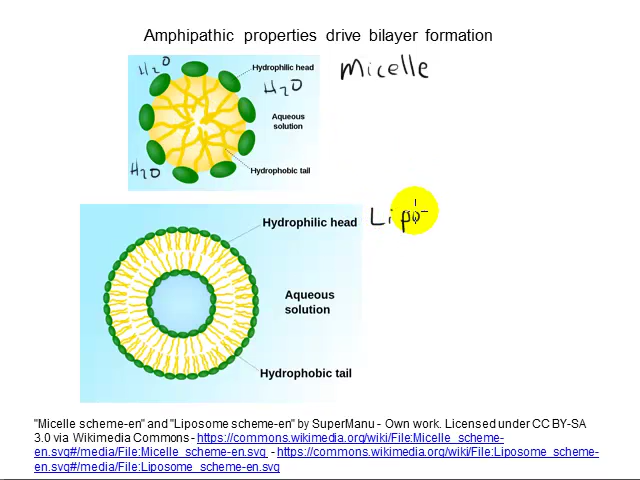 Amphipathic properties drive bilayer formation
H2O
Hydrophilic head
Micelle
H2O
Aqueous
solution
H2O
Hydrophobic tail
Hydrophilic head
Lipo
Aqueous
solution
Hydrophobic tail
"Micelle scheme-en" and "Liposome scheme-en" by SuperManu - Own work. Licensed under CC BY-SA
3.0 via Wikimedia Commons - https://commons.wikimedia.org/wiki/File:Micelle_scheme-
en.svg#/media/File:Micelle_scheme-en.svg - https://commons.wikimedia.org/wiki/File:Liposome_scheme-
en.svg#/media/File:Liposome_scheme-en.svg